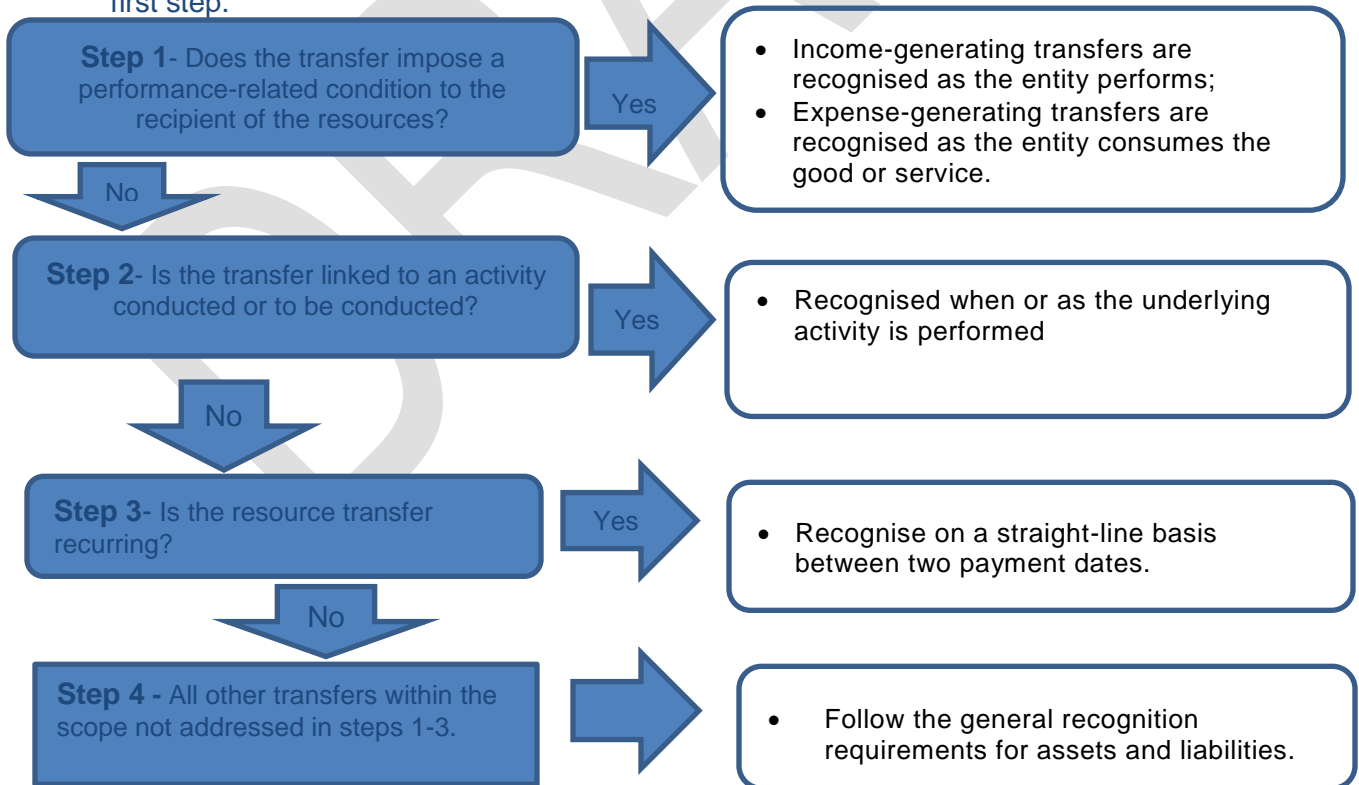 first step.
Step 1- Does the transfer impose a
performance-related condition to the
recipient of the resources?
Yes
• Income-generating transfers are
recognised as the entity performs;
• Expense-generating transfers are
recognised as the entity consumes the
good or service.
No
Step 2- Is the transfer linked to an activity
conducted or to be conducted?
Yes
• Recognised when or as the underlying
activity is performed
No
Step 3- Is the resource transfer
recurring?
Yes
• Recognise on a straight-line basis
between two payment dates.
No
Step 4 - All other transfers within the
scope not addressed in steps 1-3.
• Follow the general recognition
requirements for assets and liabilities.